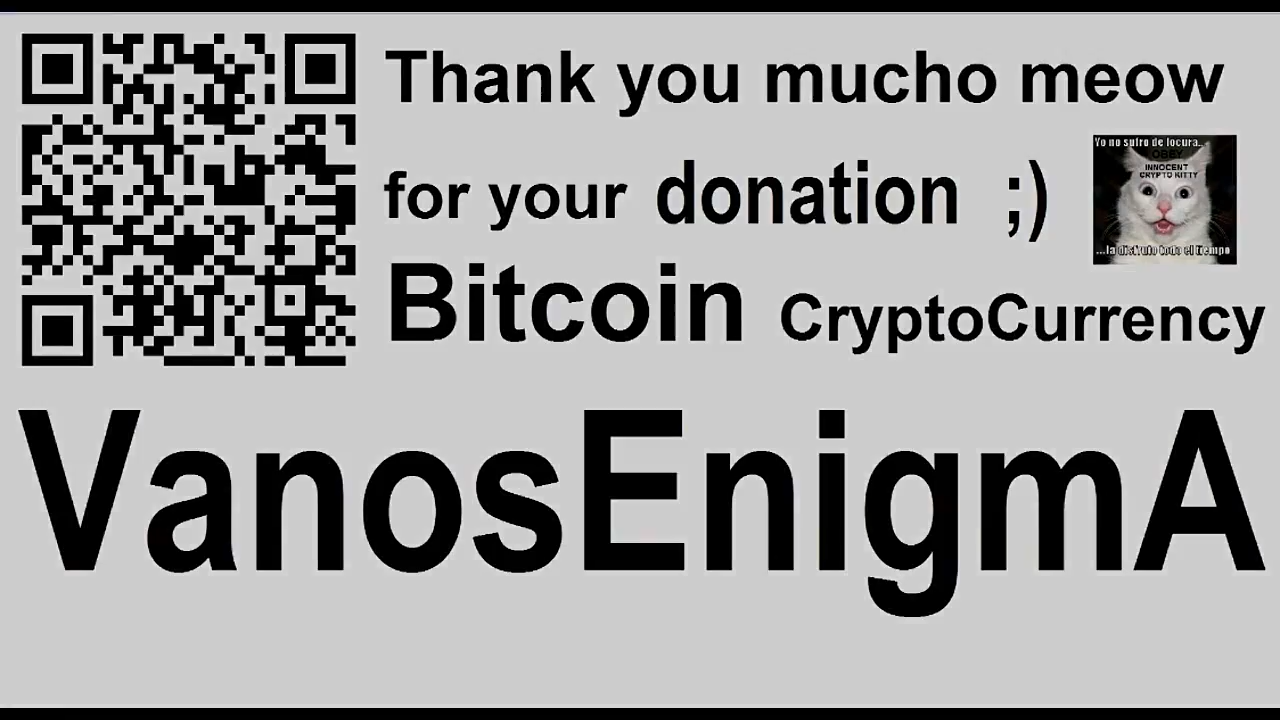 Thank you mucho meow
for your donation ;)
Yo no sufro de locura...
OBEY
INNOCENT
CRYPTO KITTY
...la disfruto todo el tiempo
Bitcoin CryptoCurrency
VanosEnigmA